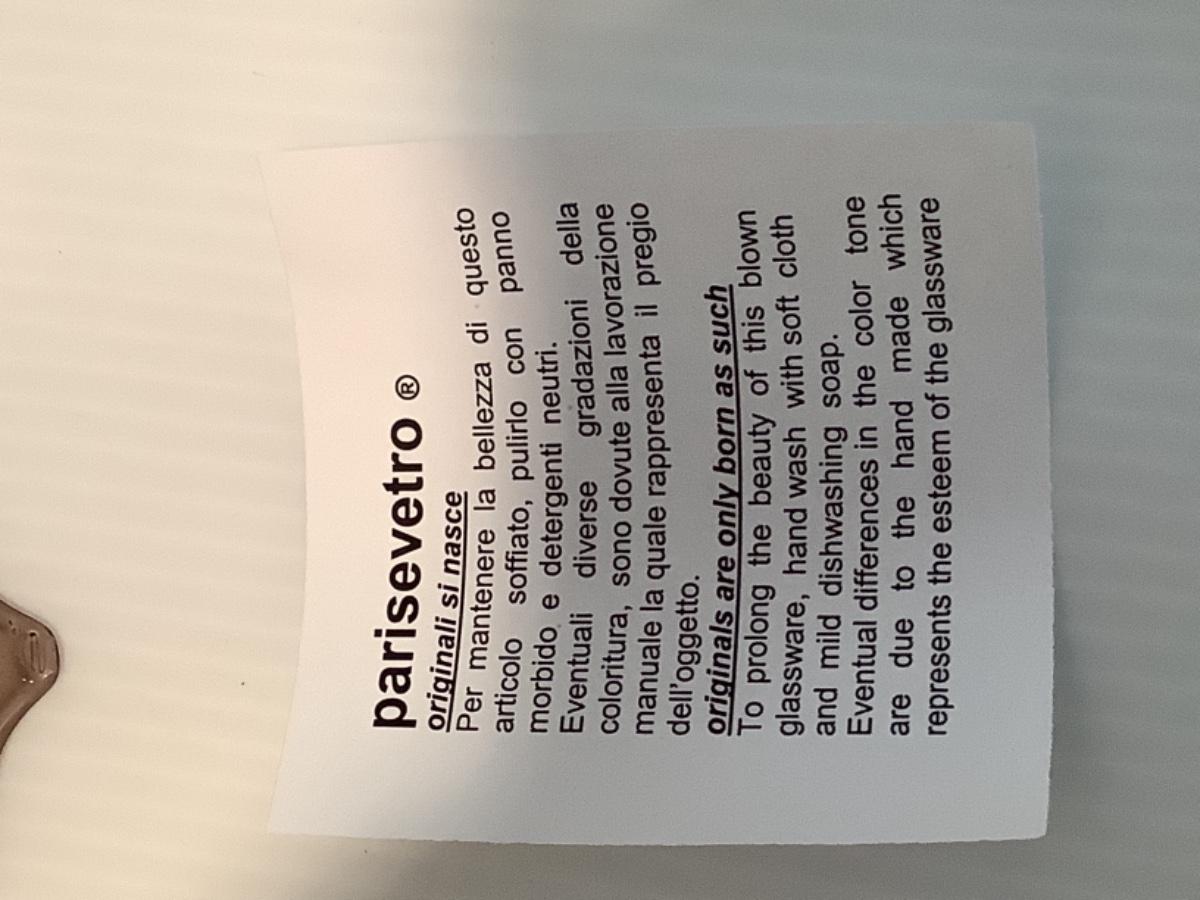 parisevetro ®
originali si nasce
Per mantenere la bellezza di questo
articolo soffiato, pulirlo con panno
morbido e detergenti neutri.
Eventuali diverse gradazioni della
coloritura, sono dovute alla lavorazione
manuale la quale rappresenta il pregio
dell'oggetto.
originals are only born as such
To prolong the beauty of this blown
glassware, hand wash with soft cloth
and mild dishwashing soap.
Eventual differences in the color tone
are due to the hand made which
represents the esteem of the glassware